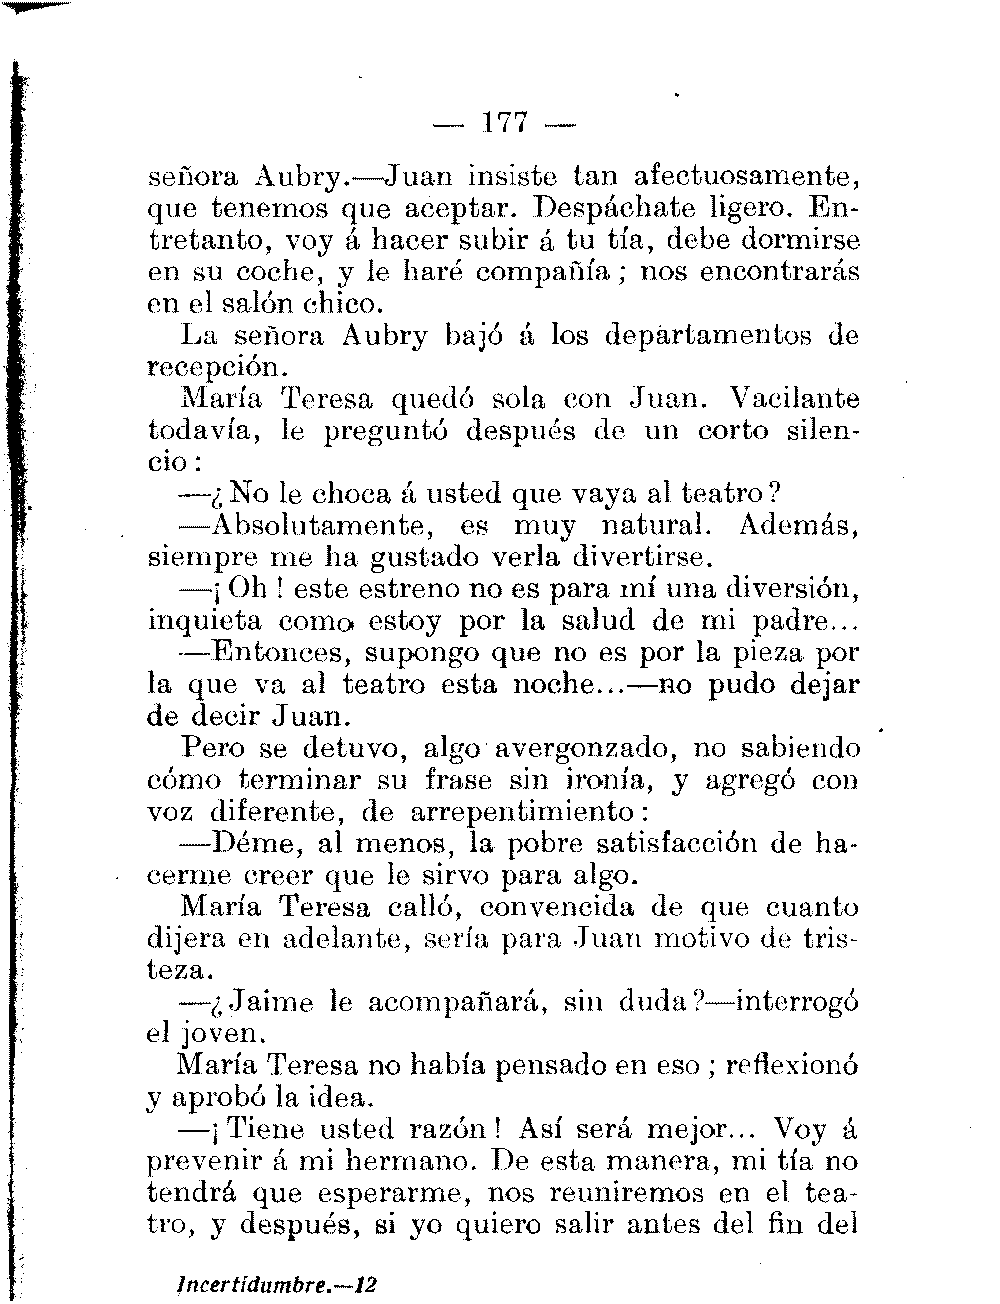 — 177 —
señora Aubry.—Juan insiste tan afectuosamente,
que tenemos que aceptar. Despáchate ligero. En-
tretanto, voy á hacer subir á tu tía, debe dormirse
en su coche, y le haré compañía; nos encontrarás
en el salón chico.
La señora Aubry bajó á los departamentos de
recepción.
María Teresa quedó sola con Juan. Vacilante
todavía, le preguntó después de un corto silen-
cio:
—¿No le choca á usted que vaya al teatro?
—Absolutamente, es muy natural. Además,
siempre me ha gustado verla divertirse.
—¡Oh! este estreno no es para mí una diversión,
inquieta como estoy por la salud de mi padre...
—Entonces, supongo que no es por la pieza por
la que va al teatro esta noche...—no pudo dejar
de decir Juan.
Pero se detuvo, algo avergonzado, no sabiendo
cómo terminar su frase sin ironía, y agregó con
voz diferente, de arrepentimiento:
—Déme, al menos, la pobre satisfacción de ha-
cerme creer que le sirvo para algo.
María Teresa calló, convencida de que cuanto
dijera en adelante, sería para Juan motivo de tris-
teza.
—¿Jaime le acompañará, sin duda?—interrogó
el joven.
María Teresa no había pensado en eso; reflexionó
y aprobó la idea.
—¡Tiene usted razón! Así será mejor... Voy á
prevenir á mi hermano. De esta manera, mi tía no
tendrá que esperarme, nos reuniremos en el tea-
tro, y después, si yo quiero salir antes del fin del
Incertidumbre.—12